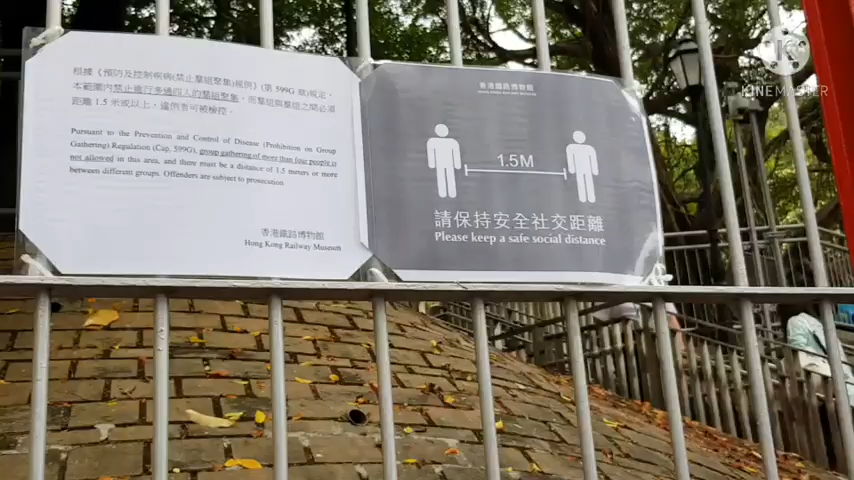 根據《預防及控制疾病(禁止羣組聚集)規例》(第 599G 章)規定，
本範圍內禁止進行多過四人的羣組聚集，而羣組與羣組之間必須
距離 1.5 米或以上，違例者可被檢控。
Pursuant to the Prevention and Control of Disease (Prohibition on Group
Gathering) Regulation (Cap. 599G), group gathering of more than four people is
not allowed in this area, and there must be a distance of 1.5 meters or more
between different groups. Offenders are subject to prosecution.
香港鐵路博物館
Hong Kong Railway Museum
香港鐵路博物館
HONG KONG RAILWAY MUSEUM
1.5M
請保持安全社交距離
Please keep a safe social distance
KINEMASTER